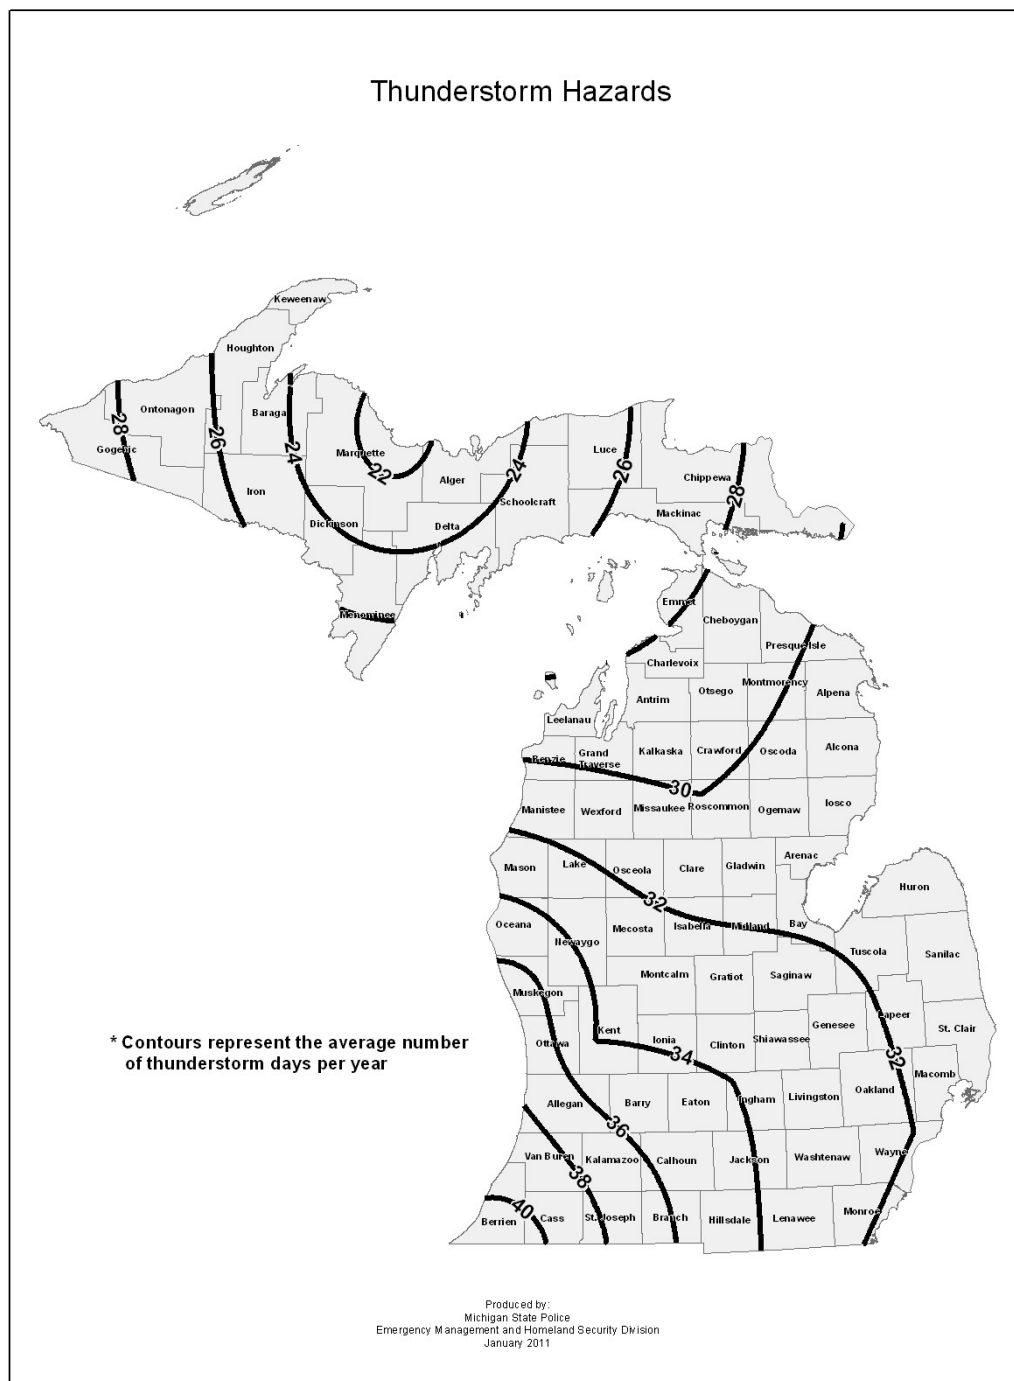 Thunderstorm Hazards
Keweenaw
Houghton
Ontonagon
Baraga
28
Gogebic
26
24
Marquette
22
Iron
Dickinson
Alger
24
Schoolcraft
Delta
Luce
26
Chippewa
28
Mackinac
Menominee
Emmet
Cheboygan
Presque Isle
Charlevoix
Montmorency
Antrim
Otsego
Alpena
Leelanau
Benzie
Grand
Traverse
Kalkaska
Crawford
Oscoda
Alcona
30
Manistee
Wexford
Missaukee
Roscommon
Ogemaw
Iosco
Mason
Lake
Osceola
Clare
Gladwin
Arenac
Huron
32
Oceana
Newaygo
Mecosta
Isabella
Midland
Bay
Tuscola
Sanilac
Montcalm
Gratiot
Saginaw
Muskegon
Lapeer
Kent
Genesee
St. Clair
Ottawa
Ionia
34
Clinton
Shiawassee
32
Macomb
* Contours represent the average number
of thunderstorm days per year
Allegan
Barry
Eaton
Ingham
Livingston
Oakland
36
Van Buren
Kalamazoo
Calhoun
Jackson
Washtenaw
Wayne
38
40
Berrien
Cass
St. Joseph
Branch
Hillsdale
Lenawee
Monroe
Produced by:
Michigan State Police
Emergency Management and Homeland Security Division
January 2011